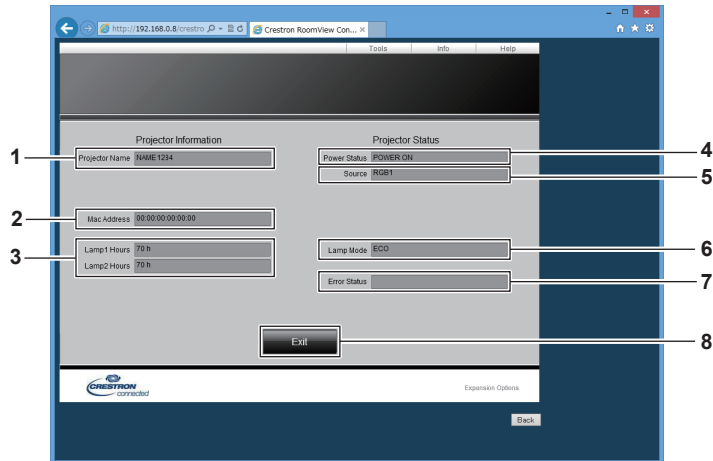 http://192.168.0.8/crestro
Crestron RoomView Con...
Tools Info Help
Projector Information
Projector Status
1
Projector Name NAME 1234
Power Status POWER ON
4
Source RGB1
5
2
Mac Address 00:00:00:00:00:00
3
Lamp1 Hours 70 h
Lamp2 Hours 70 h
Lamp Mode ECO
6
Error Status
7
Exit
8
CRESTRON
connected
Expansion Options
Back